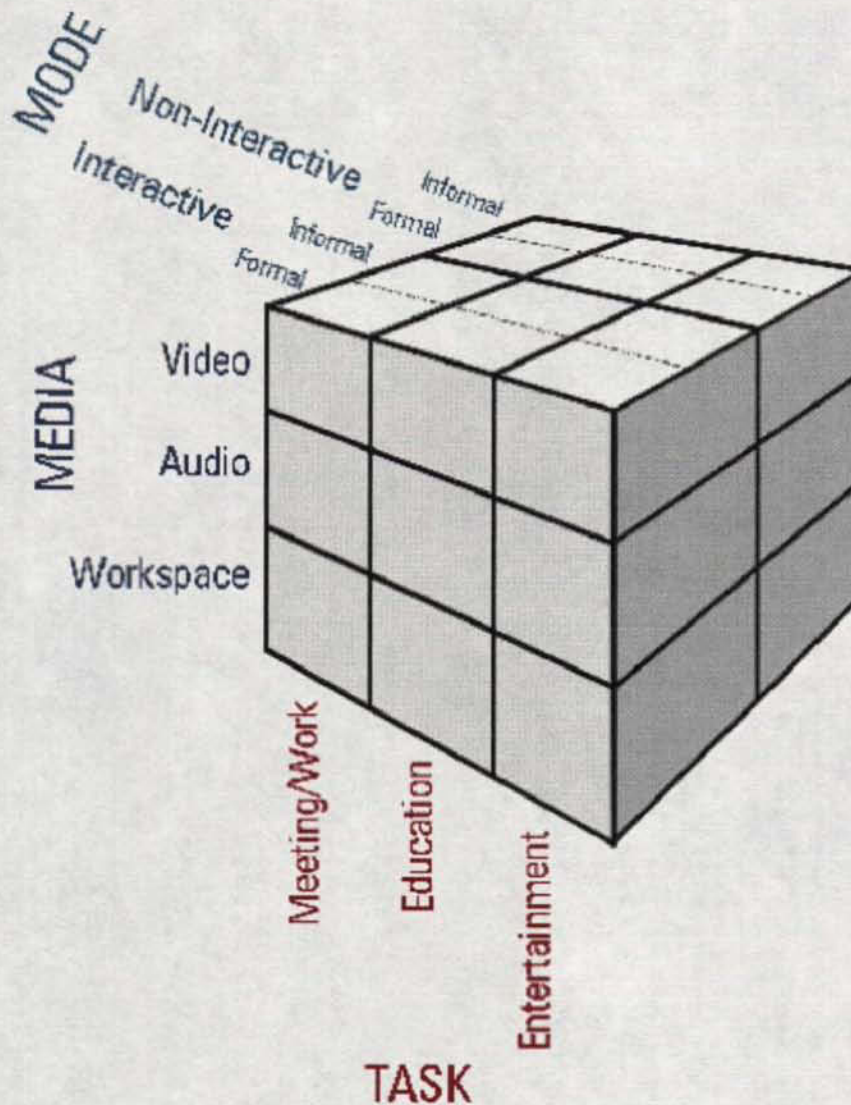 MODE
Non-Interactive
Interactive
Informal
Formal
Informal
Formal
MEDIA
Video
Audio
Workspace
Meeting/Work
Education
Entertainment
TASK